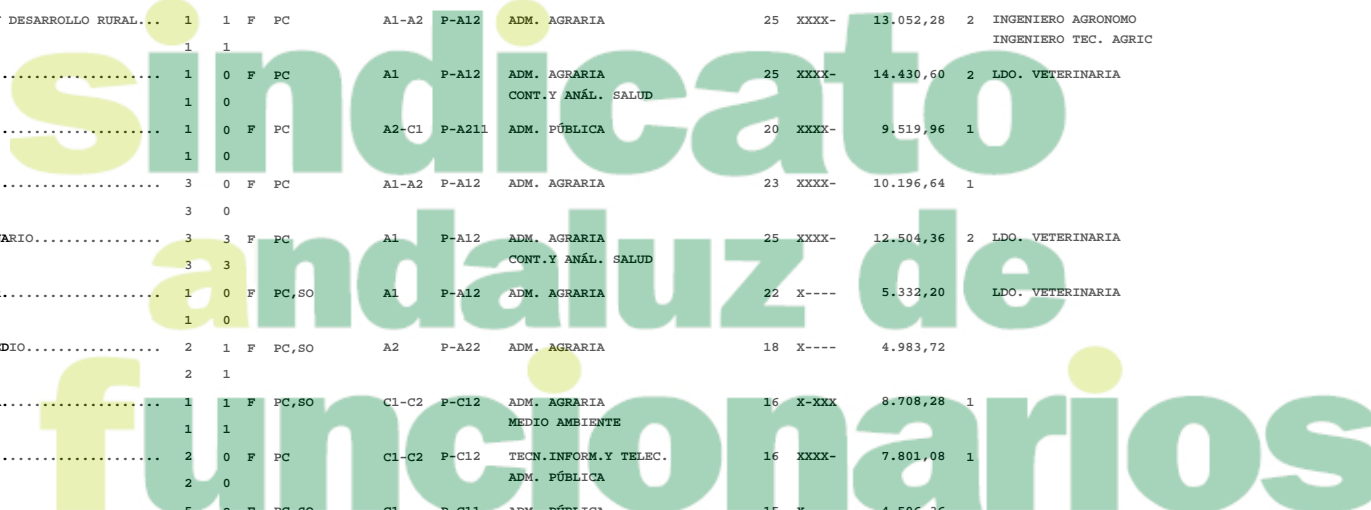 DESARROLLO RURAL... 1 1 F PC A1-A2 P-A12 ADM. AGRARIA 25 XXXX- 13.052,28 2 INGENIERO AGRONOMO
1 1 INGENIERO TEC. AGRIC
.................... 1 0 F PC A1 P-A12 ADM. AGRARIA 25 XXXX- 14.430,60 2 LDO. VETERINARIA
1 0 CONT.Y ANÁL. SALUD
.................... 1 0 F PC A2-C1 P-A211 ADM. PÚBLICA 20 XXXX- 9.519,96 1
1 0
.................... 3 0 F PC A1-A2 P-A12 ADM. AGRARIA 23 XXXX- 10.196,64 1
3 0
ARIO................ 3 3 F PC A1 P-A12 ADM. AGRARIA 25 XXXX- 12.504,36 2 LDO. VETERINARIA
3 3 CONT.Y ANÁL. SALUD
.................... 1 0 F PC,SO A1 P-A12 ADM. AGRARIA 22 X---- 5.332,20 LDO. VETERINARIA
1 0
DIO................. 2 1 F PC,SO A2 P-A22 ADM. AGRARIA 18 X---- 4.983,72
2 1
.................... 1 1 F PC,SO C1-C2 P-C12 ADM. AGRARIA 16 X-XXX 8.708,28 1
1 1 MEDIO AMBIENTE
.................... 2 0 F PC C1-C2 P-C12 TECN.INFORM.Y TELEC. 16 XXXX- 7.801,08 1
2 0 ADM. PÚBLICA
sindicato
andaluz de
funcionarios